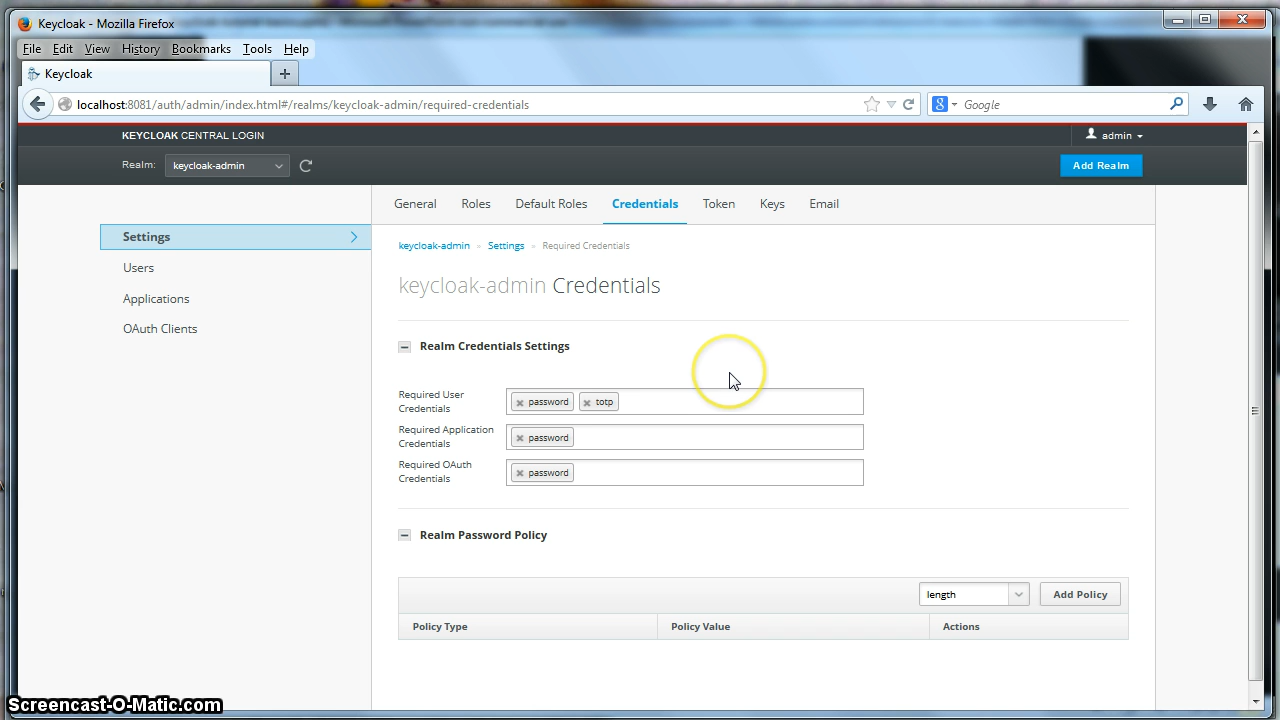 Keycloak - Mozilla Firefox
File Edit View History Bookmarks Tools Help
Keycloak
localhost:8081/auth/admin/index.html#/realms/keycloak-admin/required-credentials
Google
KEYCLOAK CENTRAL LOGIN
admin
Realm: keycloak-admin
Add Realm
General Roles Default Roles Credentials Token Keys Email
Settings
Users
Applications
OAuth Clients
keycloak-admin » Settings » Required Credentials
keycloak-admin Credentials
Realm Credentials Settings
Required User
Credentials
password totp
Required Application
Credentials
password
Required OAuth
Credentials
password
Realm Password Policy
length Add Policy
Policy Type Policy Value Actions
Screencast-O-Matic.com